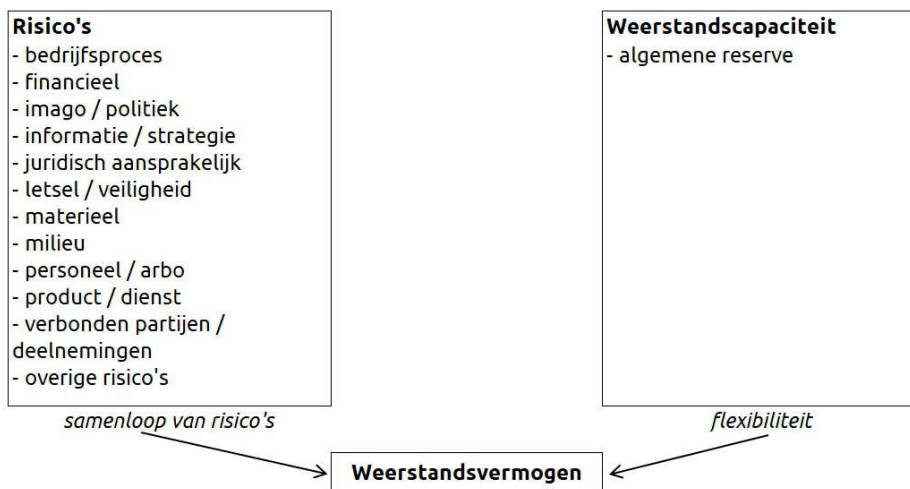 Risico's
- bedrijfsproces
- financieel
- imago / politiek
- informatie / strategie
- juridisch aansprakelijk
- letsel / veiligheid
- materieel
- milieu
- personeel / arbo
- product / dienst
- verbonden partijen /
deelnemingen
- overige risico's
samenloop van risico's
Weerstandscapaciteit
- algemene reserve
flexibiliteit
Weerstandsvermogen